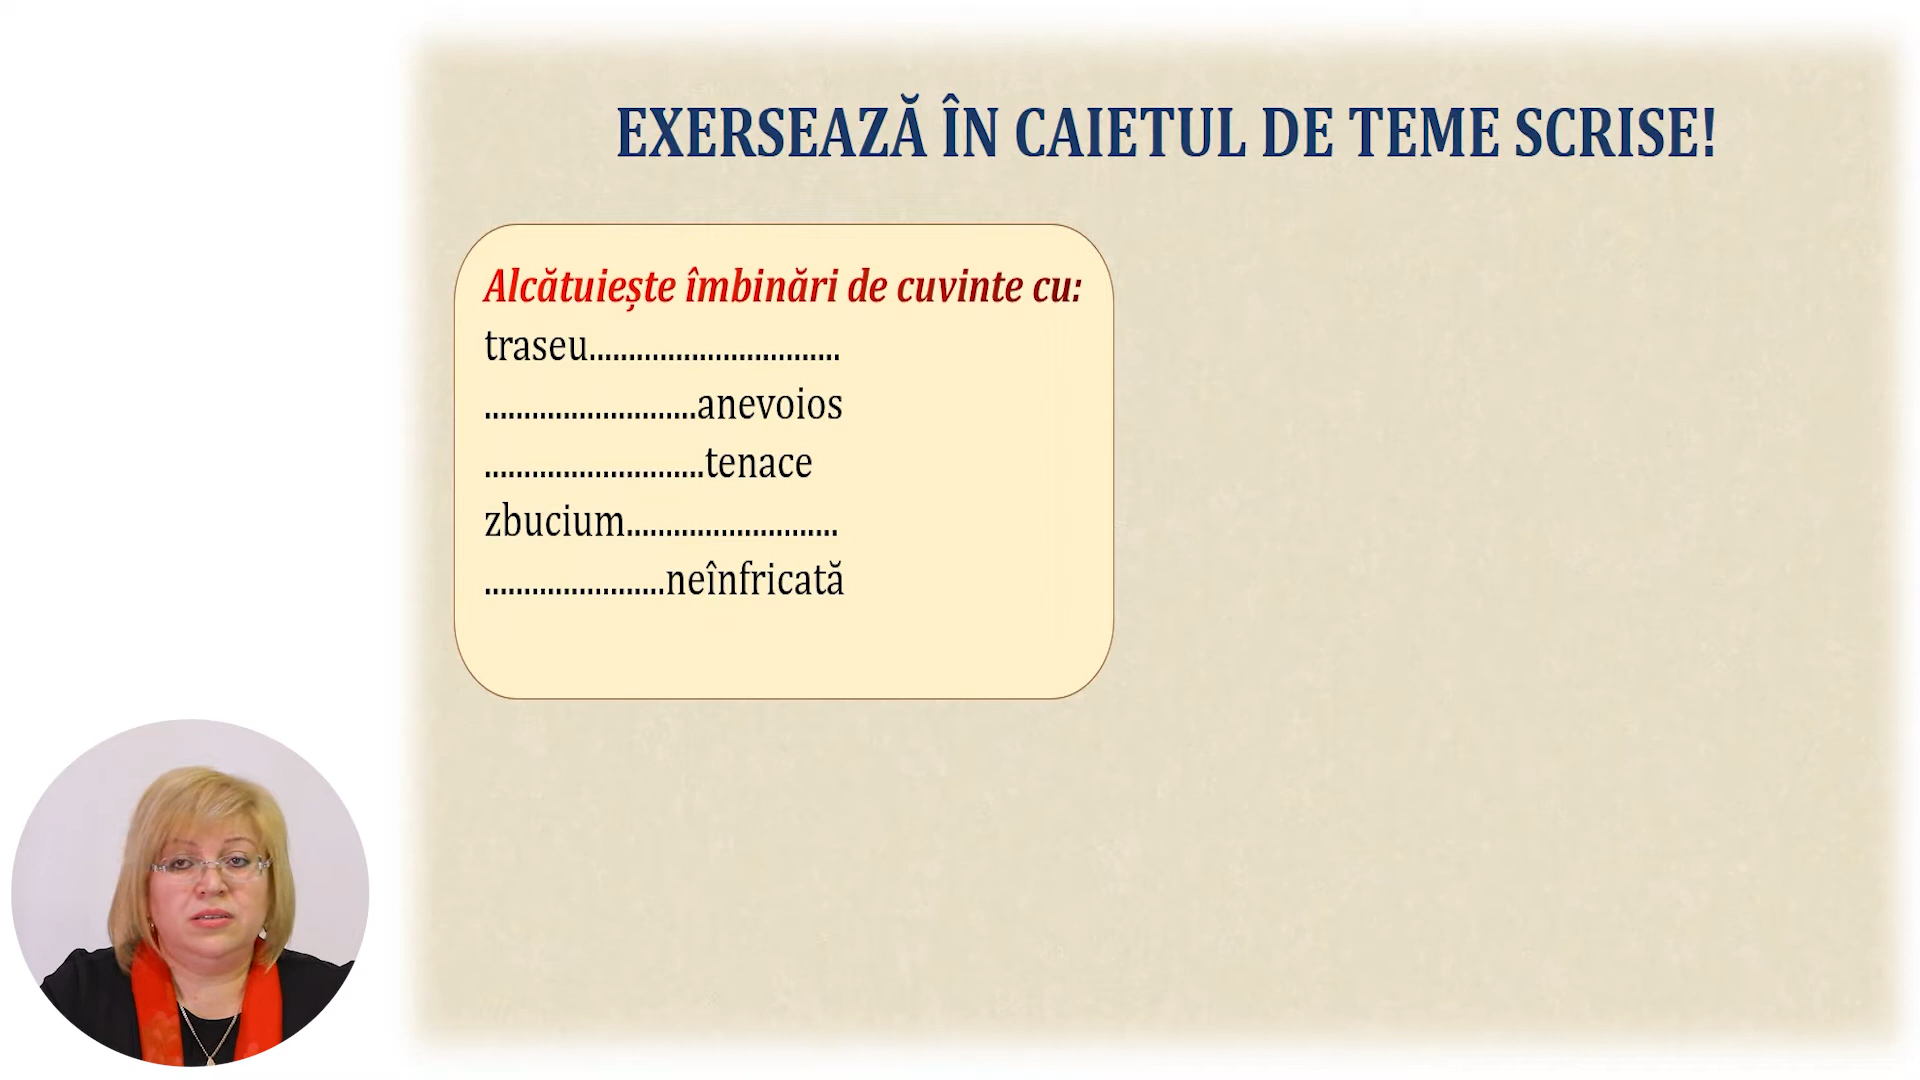 EXERSEAZĂ ÎN CAIETUL DE TEME SCRISE!
Alcătuiește îmbinări de cuvinte cu:
traseu................................
...........................anevoios
............................tenace
zbucium...........................
.......................neînfricată